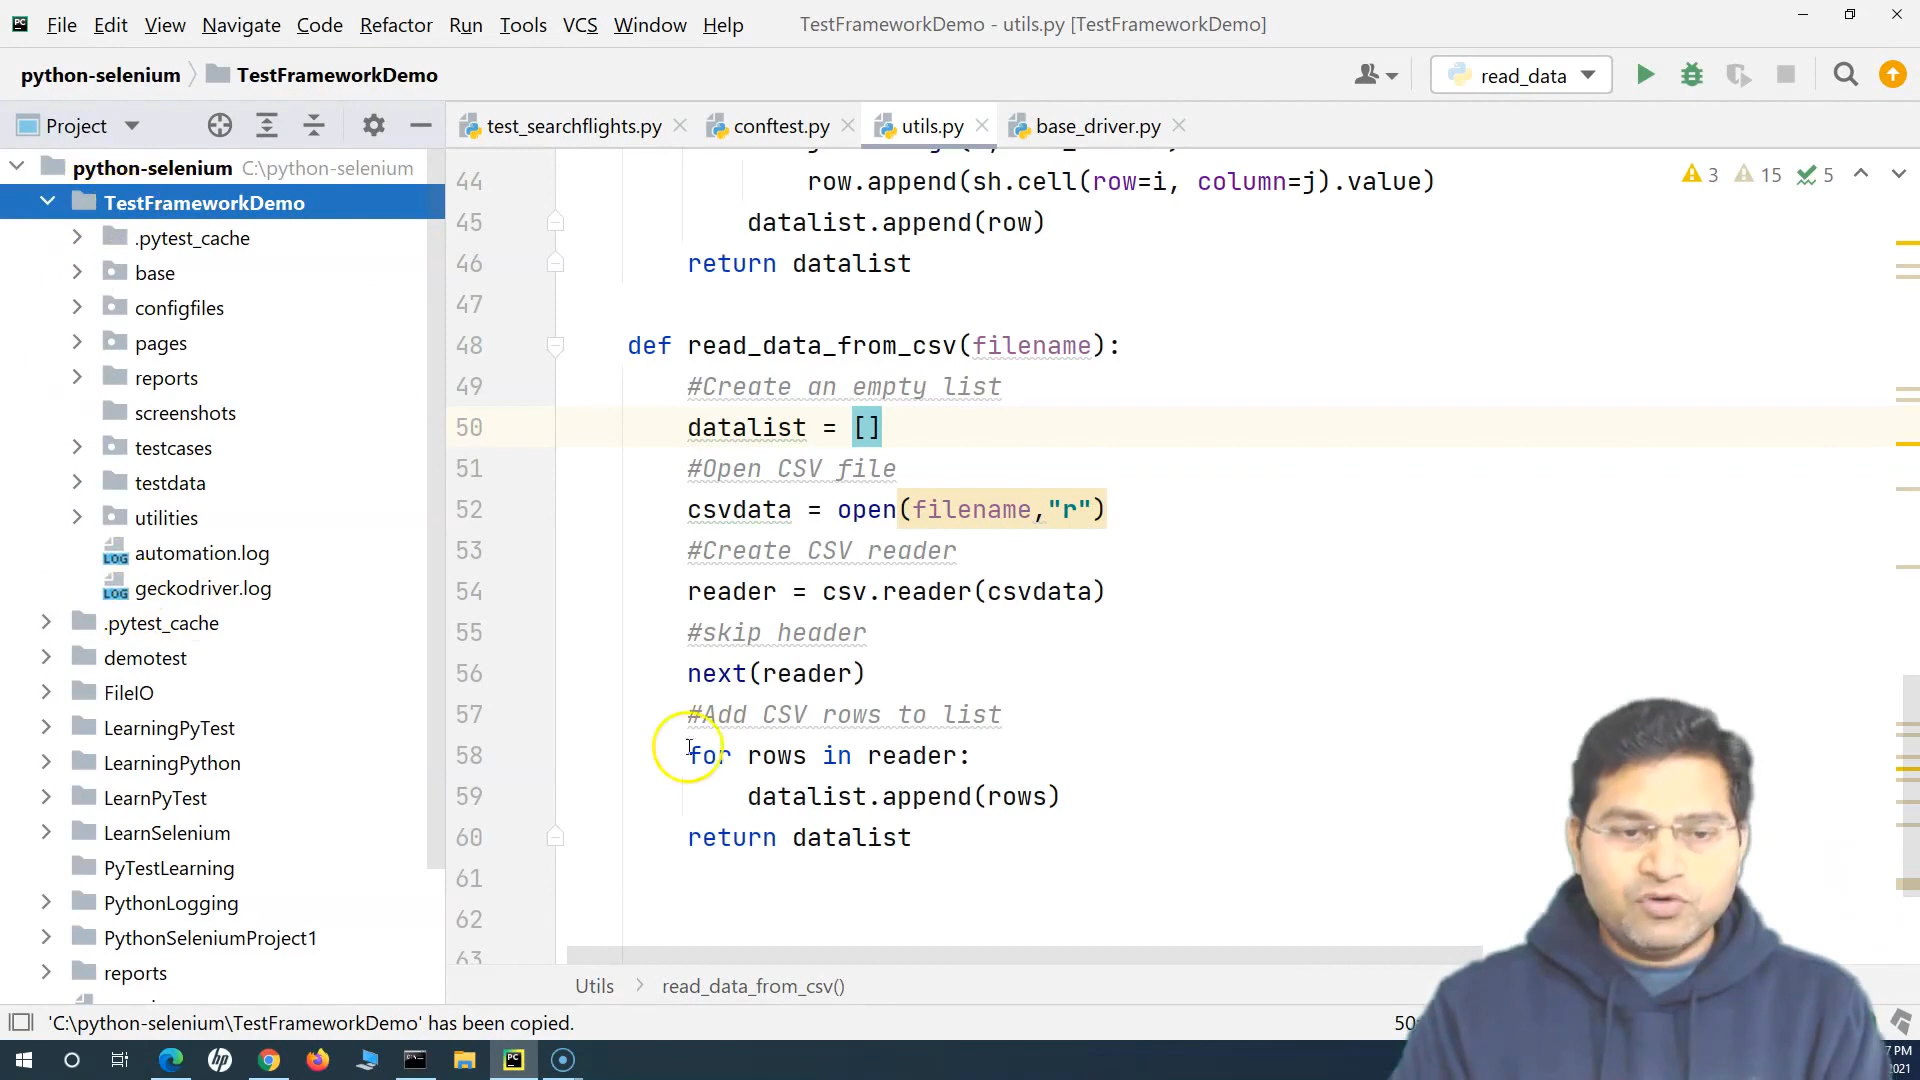 File Edit View Navigate Code Refactor Run Tools VCS Window Help TestFrameworkDemo - utils.py [TestFrameworkDemo]
python-selenium TestFrameworkDemo read_data
Project
test_searchflights.py conftest.py utils.py base_driver.py
python-selenium C:\python-selenium
TestFrameworkDemo
.pytest_cache
base
configfiles
pages
reports
screenshots
testcases
testdata
utilities
automation.log
geckodriver.log
.pytest_cache
demotest
FileIO
LearningPyTest
LearningPython
LearnPyTest
LearnSelenium
PyTestLearning
PythonLogging
PythonSeleniumProject1
reports
3 15 5
44 row.append(sh.cell(row=i, column=j).value)
45 datalist.append(row)
46 return datalist
47
48 def read_data_from_csv(filename):
49 #Create an empty list
50 datalist = []
51 #Open CSV file
52 csvdata = open(filename,"r")
53 #Create CSV reader
54 reader = csv.reader(csvdata)
55 #skip header
56 next(reader)
57 #Add CSV rows to list
58 for rows in reader:
59 datalist.append(rows)
60 return datalist
61
62
63
Utils read_data_from_csv()
'C:\python-selenium\TestFrameworkDemo' has been copied.